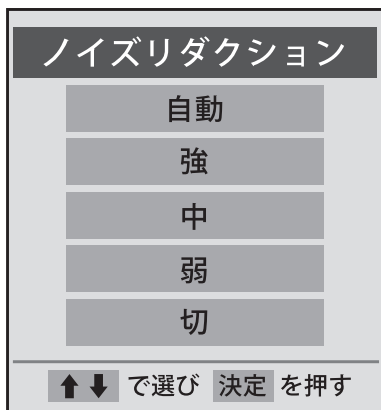 ノイズリダクション
自動
強
中
弱
切
⬆⬇ で選び 決定 を押す